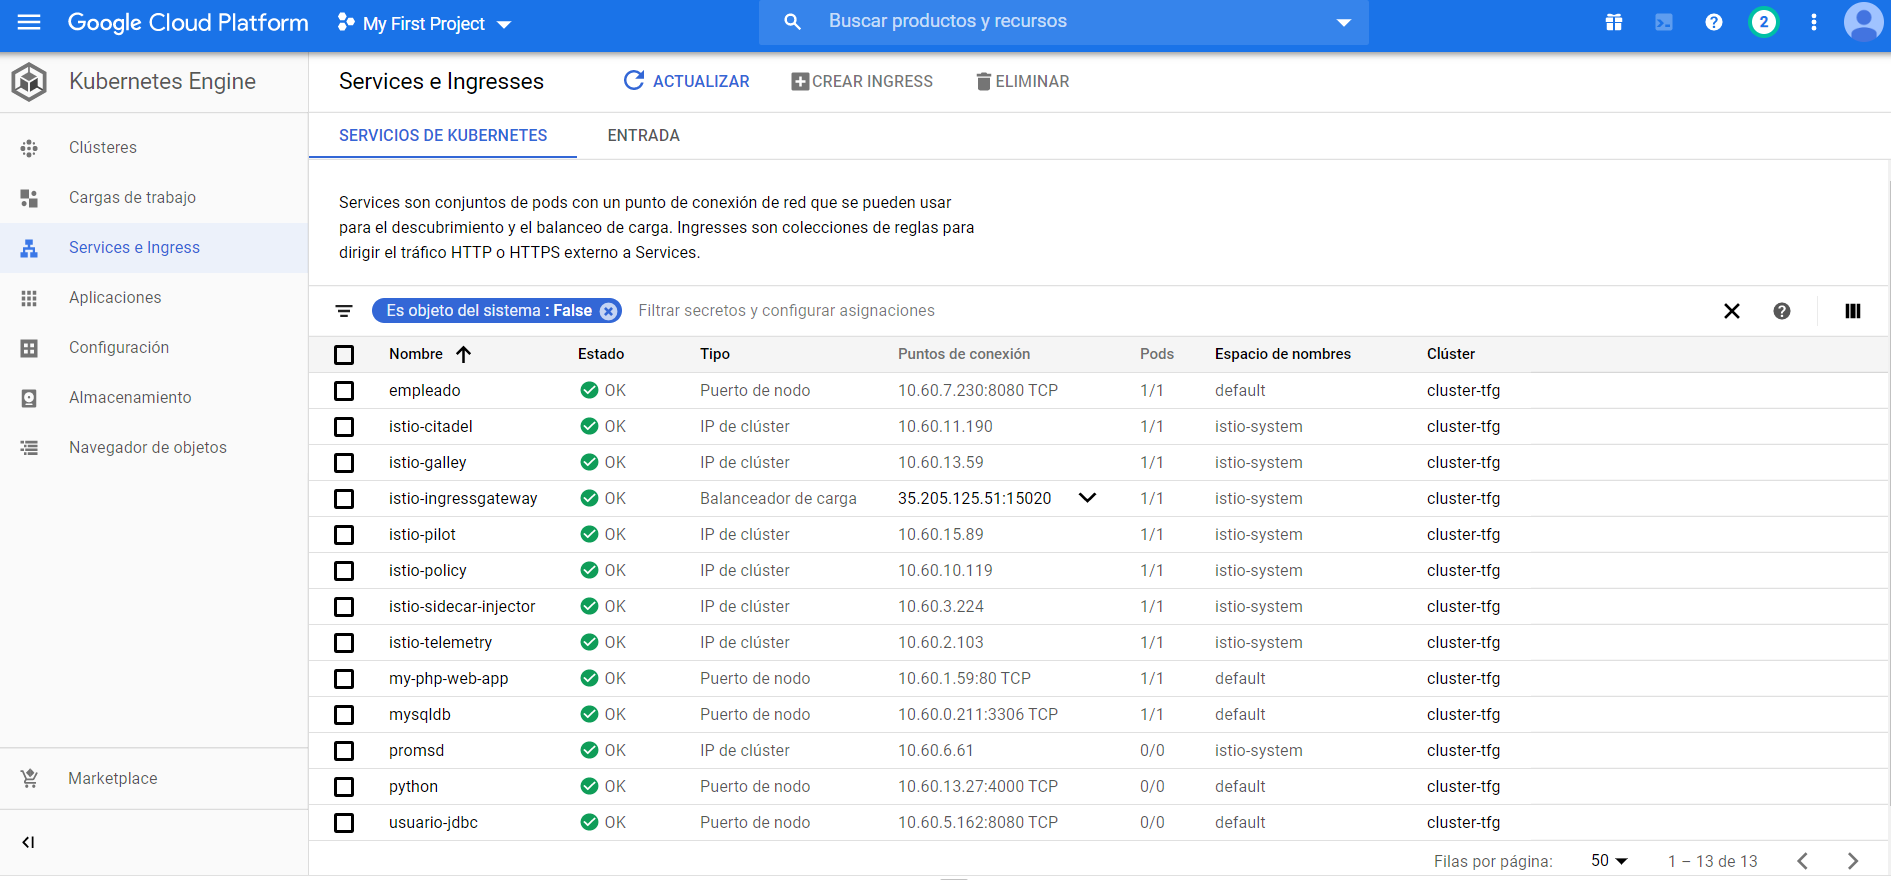 Google Cloud Platform My First Project Buscar productos y recursos 2
Kubernetes Engine
Services e Ingresses ACTUALIZAR CREAR INGRESS ELIMINAR
SERVICIOS DE KUBERNETES ENTRADA
Clústeres
Cargas de trabajo
Services e Ingress
Aplicaciones
Configuración
Almacenamiento
Navegador de objetos
Marketplace
Services son conjuntos de pods con un punto de conexión de red que se pueden usar
para el descubrimiento y el balanceo de carga. Ingresses son colecciones de reglas para
dirigir el tráfico HTTP o HTTPS externo a Services.
Es objeto del sistema : False Filtrar secretos y configurar asignaciones
Nombre Estado Tipo Puntos de conexión Pods Espacio de nombres Clúster
empleado OK Puerto de nodo 10.60.7.230:8080 TCP 1/1 default cluster-tfg
istio-citadel OK IP de clúster 10.60.11.190 1/1 istio-system cluster-tfg
istio-galley OK IP de clúster 10.60.13.59 1/1 istio-system cluster-tfg
istio-ingressgateway OK Balanceador de carga 35.205.125.51:15020 1/1 istio-system cluster-tfg
istio-pilot OK IP de clúster 10.60.15.89 1/1 istio-system cluster-tfg
istio-policy OK IP de clúster 10.60.10.119 1/1 istio-system cluster-tfg
istio-sidecar-injector OK IP de clúster 10.60.3.224 1/1 istio-system cluster-tfg
istio-telemetry OK IP de clúster 10.60.2.103 1/1 istio-system cluster-tfg
my-php-web-app OK Puerto de nodo 10.60.1.59:80 TCP 1/1 default cluster-tfg
mysqldb OK Puerto de nodo 10.60.0.211:3306 TCP 1/1 default cluster-tfg
promsd OK IP de clúster 10.60.6.61 0/0 istio-system cluster-tfg
python OK Puerto de nodo 10.60.13.27:4000 TCP 0/0 default cluster-tfg
usuario-jdbc OK Puerto de nodo 10.60.5.162:8080 TCP 0/0 default cluster-tfg
Filas por página: 50 1 – 13 de 13